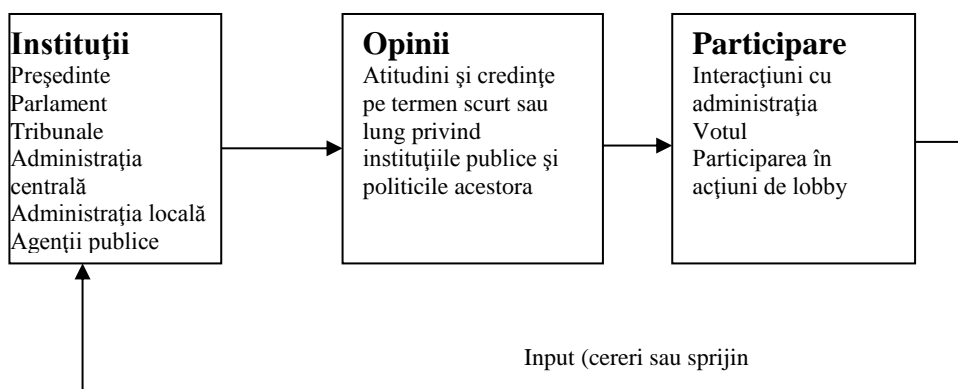 Instituţii
Preşedinte
Parlament
Tribunale
Administraţia
centrală
Administraţia locală
Agenţii publice
Opinii
Atitudini şi credinţe
pe termen scurt sau
lung privind
instituţiile publice şi
politicile acestora
Participare
Interacţiuni cu
administraţia
Votul
Participarea în
acţiuni de lobby
Input (cereri sau sprijin